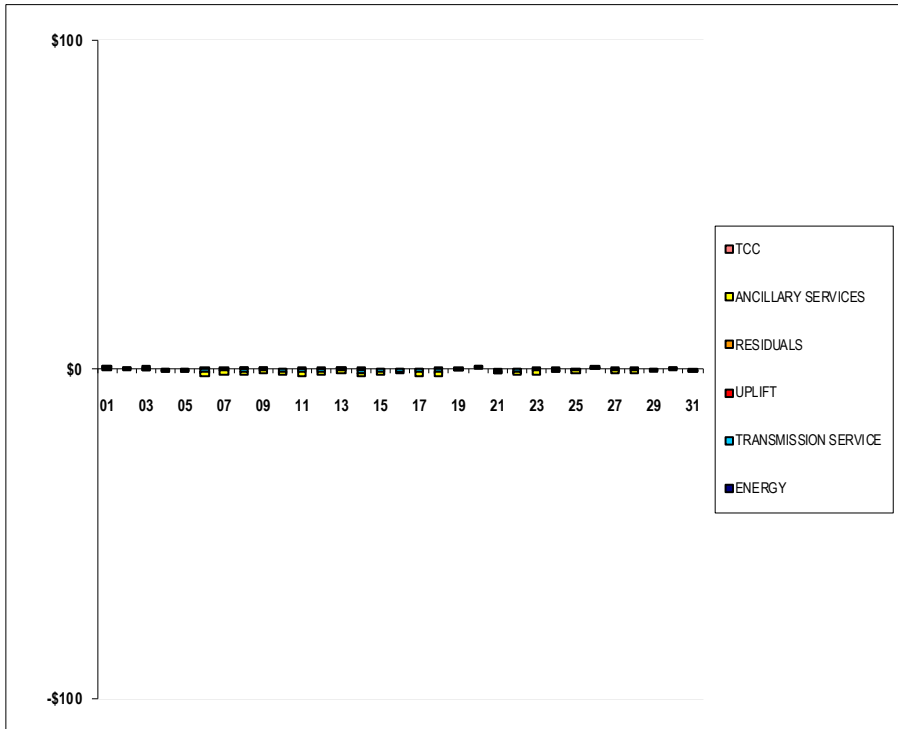 $100
$0
01 03 05 07 09 11 13 15 17 19 21 23 25 27 29 31
-$100
TCC
ANCILLARY SERVICES
RESIDUALS
UPLIFT
TRANSMISSION SERVICE
ENERGY